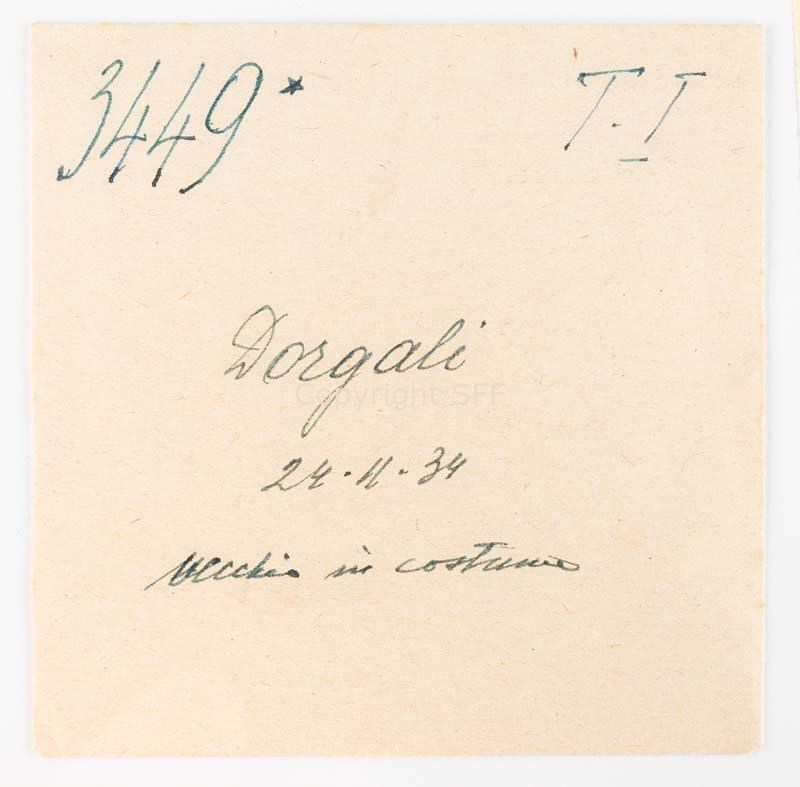 3449* T.I
Dorgali
Copyright SFF
24.11.34
vecchio in costume